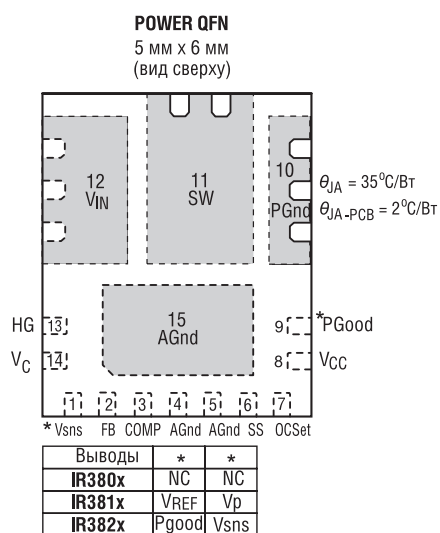 POWER QFN
5 мм х 6 мм
(вид сверху)
12
VIN
11
SW
10
PGnd
θJA = 35°C/Вт
θJA-PCB = 2°C/Вт
15
AGnd
HG 13
VC 14
9 *PGood
8 VCC
1 2 3 4 5 6 7
* Vsns FB COMP AGnd AGnd SS OCSet
Выводы * *
IR380x NC NC
IR381x VREF Vp
IR382x Pgood Vsns